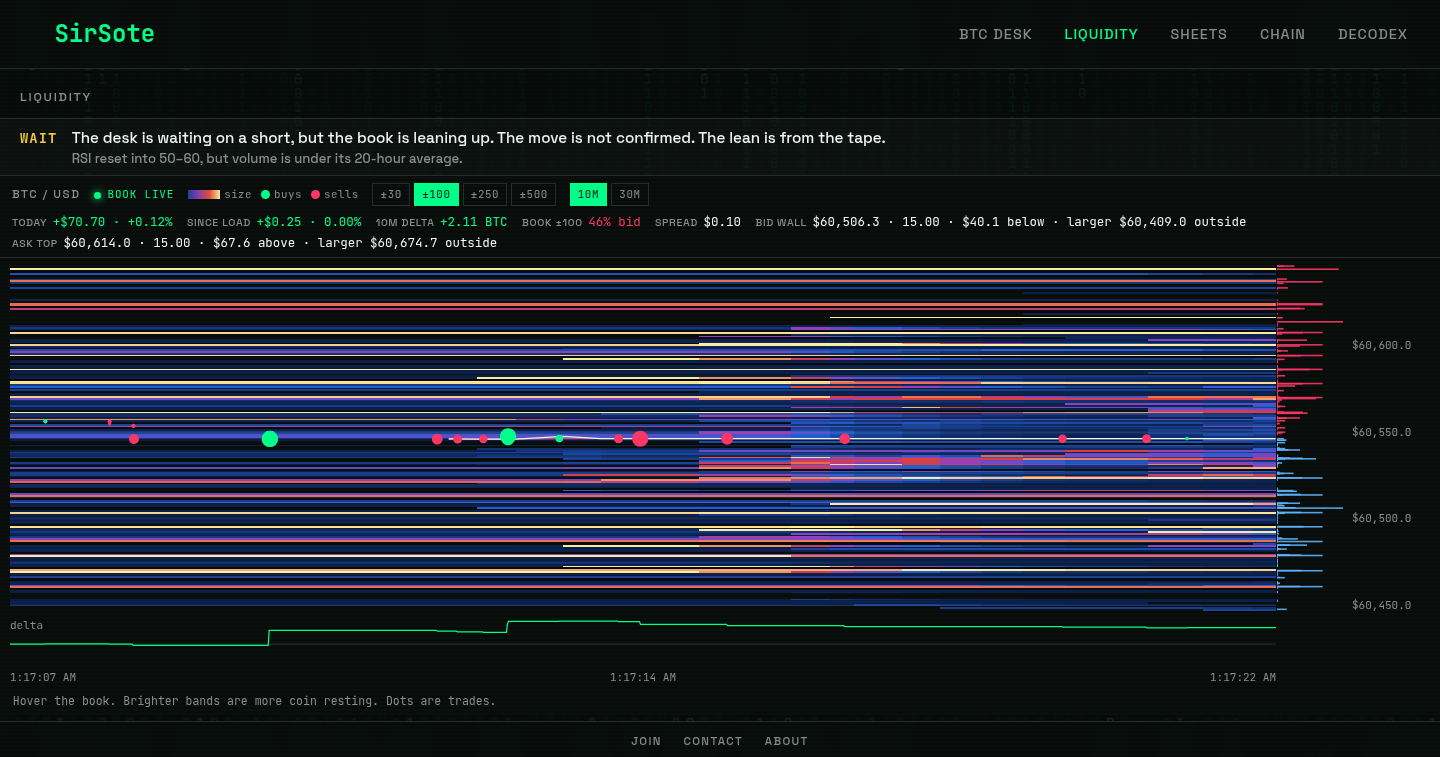 SirSote
BTC DESK LIQUIDITY SHEETS CHAIN DECODEX
LIQUIDITY
WAIT The desk is waiting on a short, but the book is leaning up. The move is not confirmed. The lean is from the tape.
RSI reset into 50–60, but volume is under its 20-hour average.
BTC / USD BOOK LIVE size buys sells ±30 ±100 ±250 ±500 10M 30M
TODAY +$70.70 · +0.12% SINCE LOAD +$0.25 · 0.00% 10M DELTA +2.11 BTC BOOK ±100 46% bid SPREAD $0.10 BID WALL $60,506.3 · 15.00 · $40.1 below · larger $60,409.0 outside
ASK TOP $60,614.0 · 15.00 · $67.6 above · larger $60,674.7 outside
$60,600.0
$60,550.0
$60,500.0
$60,450.0
delta
1:17:07 AM 1:17:14 AM 1:17:22 AM
Hover the book. Brighter bands are more coin resting. Dots are trades.
JOIN CONTACT ABOUT